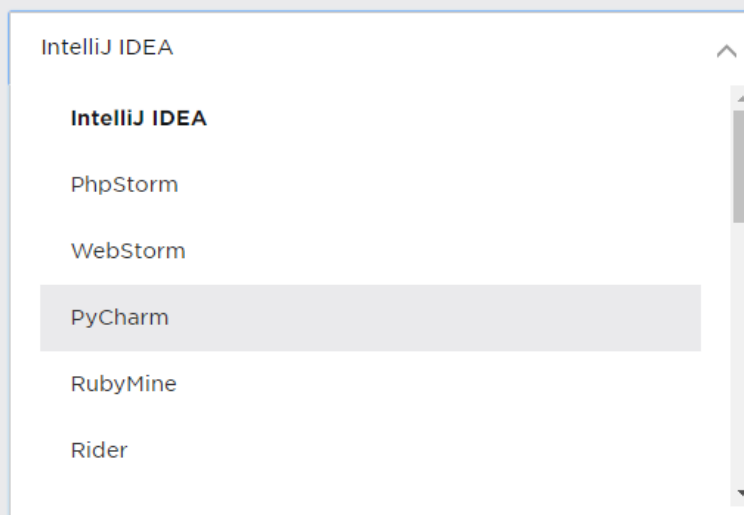 IntelliJ IDEA
IntelliJ IDEA
PhpStorm
WebStorm
PyCharm
RubyMine
Rider